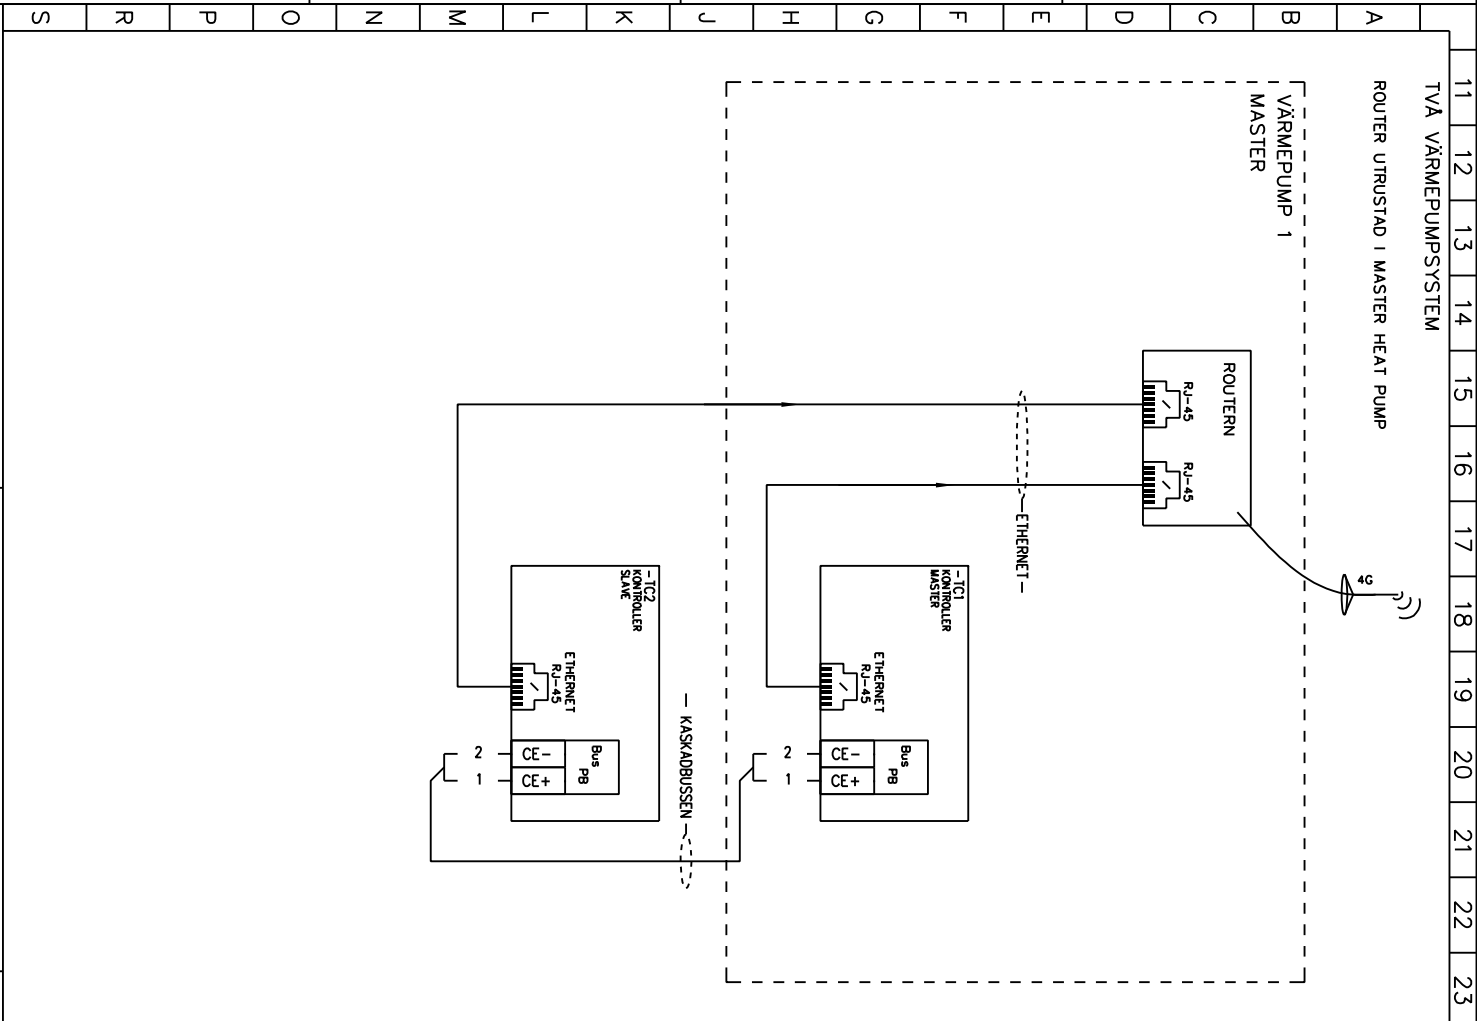 S R P O N M L K J H G F E D C B A
11 12 13 14 15 16 17 18 19 20 21 22 23
TVÅ VÄRMEPUMPSYSTEM
ROUTER UTRUSTAD I MASTER HEAT PUMP
VÄRMEPUMP 1
MASTER
4G
ROUTERN
RJ-45
RJ-45
ETHERNET
-TC1
KONTROLLER
MASTER
ETHERNET
RJ-45
Bus
PB
CE-
CE+
2
1
KASKADBUSSEN
-TC2
KONTROLLER
SLAVE
ETHERNET
RJ-45
Bus
PB
CE-
CE+
2
1